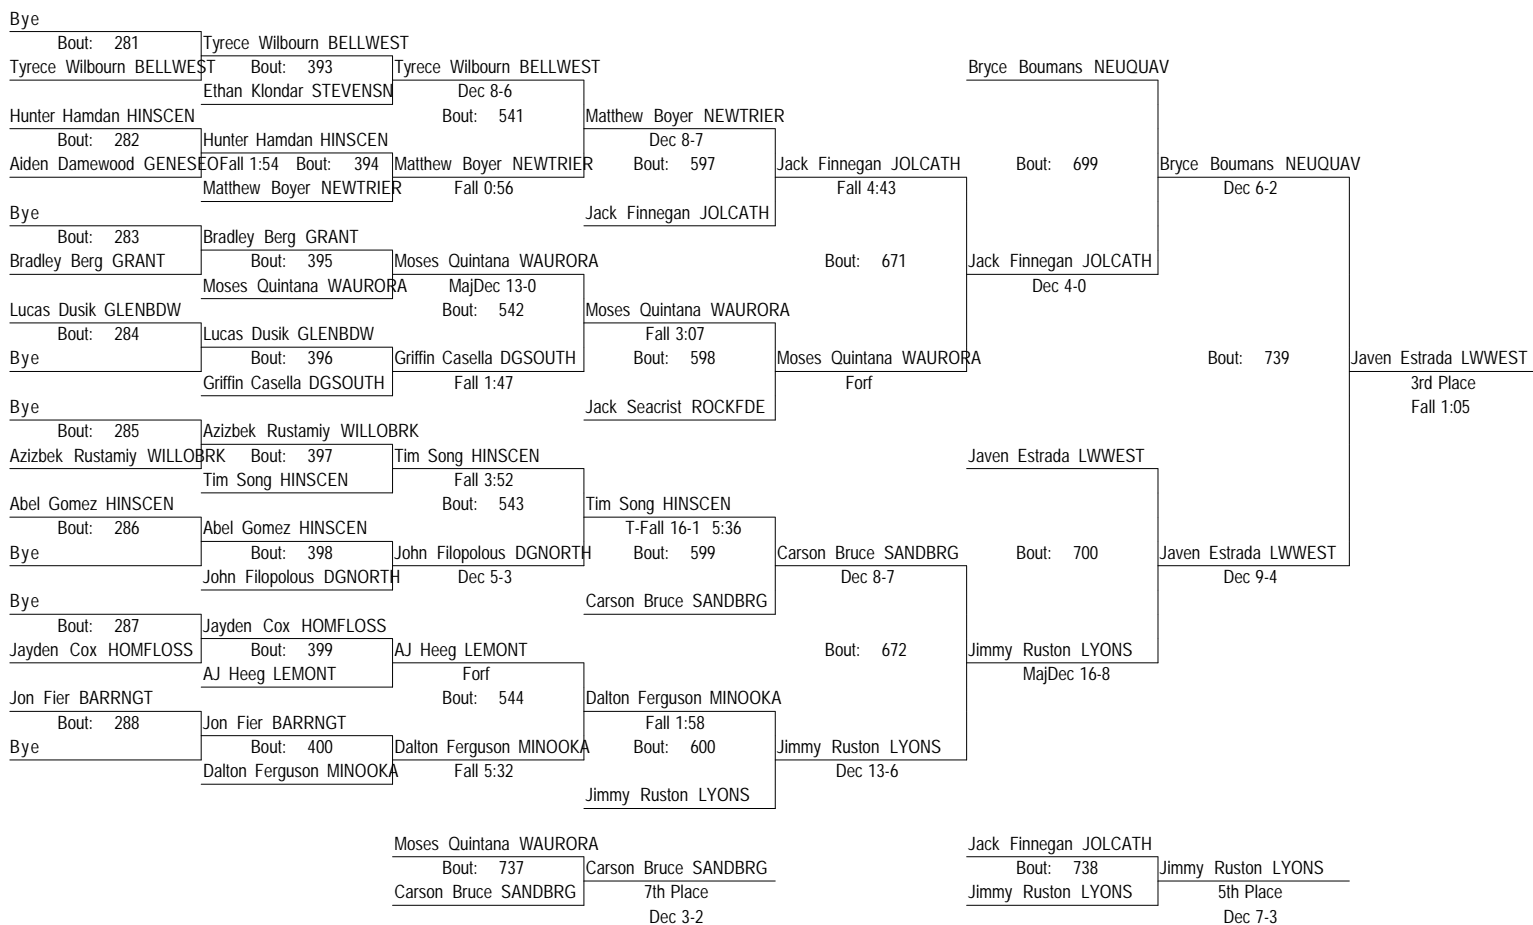 Bye
Bout: 281 Tyrece Wilbourn BELLWEST
Tyrece Wilbourn BELLWEST Bout: 393 Tyrece Wilbourn BELLWEST Bryce Boumans NEUQUAV
Ethan Klondar STEVENSN Dec 8-6
Hunter Hamdan HINSCEN Bout: 541 Matthew Boyer NEWTRIER
Bout: 282 Hunter Hamdan HINSCEN Dec 8-7
Aiden Damewood GENESEO Fall 1:54 Bout: 394 Matthew Boyer NEWTRIER Bout: 597 Jack Finnegan JOLCATH Bout: 699 Bryce Boumans NEUQUAV
Matthew Boyer NEWTRIER Fall 0:56 Fall 4:43 Dec 6-2
Bye Jack Finnegan JOLCATH
Bout: 283 Bradley Berg GRANT
Bradley Berg GRANT Bout: 395 Moses Quintana WAURORA Bout: 671 Jack Finnegan JOLCATH
Moses Quintana WAURORA MajDec 13-0 Dec 4-0
Lucas Dusik GLENBDW Bout: 542 Moses Quintana WAURORA
Bout: 284 Lucas Dusik GLENBDW Fall 3:07
Bye Bout: 396 Griffin Casella DGSOUTH Bout: 598 Moses Quintana WAURORA Bout: 739 Javen Estrada LWWEST
Griffin Casella DGSOUTH Fall 1:47 Forf 3rd Place
Bye Jack Seacrist ROCKFDE Fall 1:05
Bout: 285 Azizbek Rustamiy WILLOBRK
Azizbek Rustamiy WILLOBRK Bout: 397 Tim Song HINSCEN Javen Estrada LWWEST
Tim Song HINSCEN Fall 3:52
Abel Gomez HINSCEN Bout: 543 Tim Song HINSCEN
Bout: 286 Abel Gomez HINSCEN T-Fall 16-1 5:36
Bye Bout: 398 John Filopolous DGNORTH Bout: 599 Carson Bruce SANDBRG Bout: 700 Javen Estrada LWWEST
John Filopolous DGNORTH Dec 5-3 Dec 8-7 Dec 9-4
Bye Carson Bruce SANDBRG
Bout: 287 Jayden Cox HOMFLOSS
Jayden Cox HOMFLOSS Bout: 399 AJ Heeg LEMONT Bout: 672 Jimmy Ruston LYONS
AJ Heeg LEMONT Forf MajDec 16-8
Jon Fier BARRNGT Bout: 544 Dalton Ferguson MINOOKA
Bout: 288 Jon Fier BARRNGT Fall 1:58
Bye Bout: 400 Dalton Ferguson MINOOKA Bout: 600 Jimmy Ruston LYONS
Dalton Ferguson MINOOKA Fall 5:32 Dec 13-6
Jimmy Ruston LYONS
Moses Quintana WAURORA Jack Finnegan JOLCATH
Bout: 737 Carson Bruce SANDBRG Bout: 738 Jimmy Ruston LYONS
Carson Bruce SANDBRG 7th Place Jimmy Ruston LYONS 5th Place
Dec 3-2 Dec 7-3